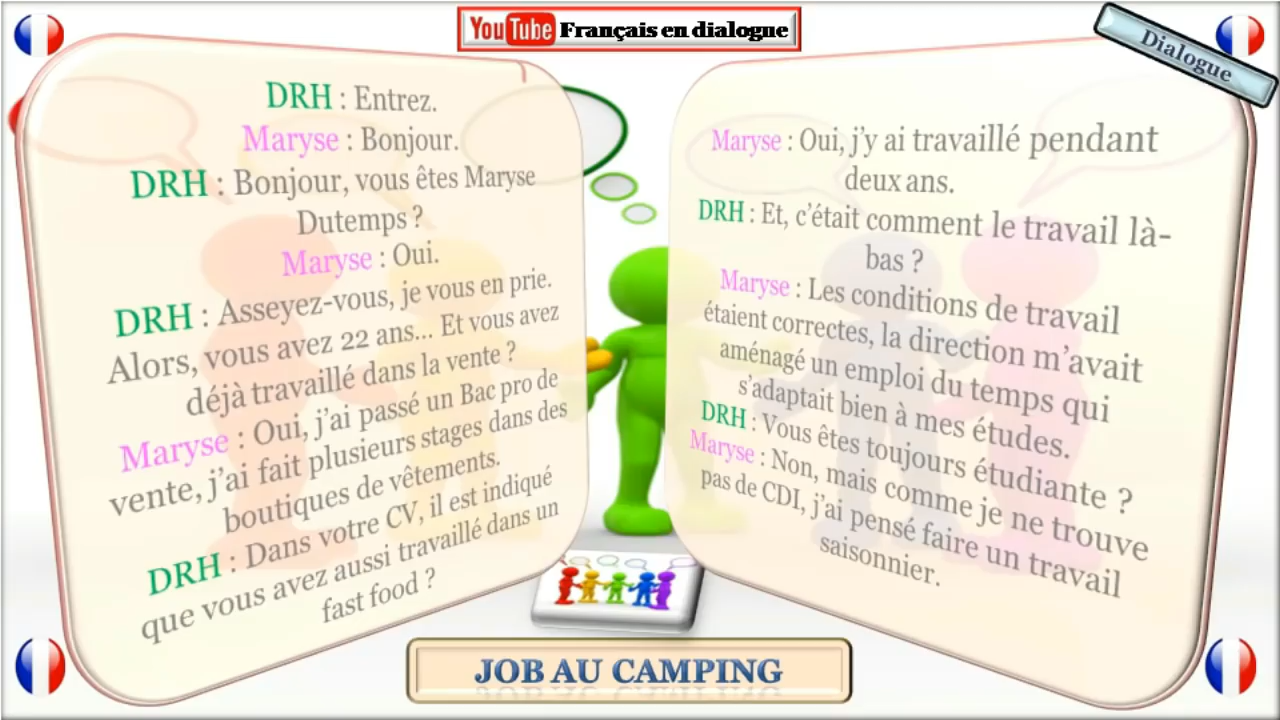 YouTube Français en dialogue
Dialogue
DRH : Entrez.
Maryse : Bonjour.
DRH : Bonjour, vous êtes Maryse
Dutemps ?
Maryse : Oui.
DRH : Asseyez-vous, je vous en prie.
Alors, vous avez 22 ans... Et vous avez
déjà travaillé dans la vente ?
Maryse : Oui, j'ai passé un Bac pro de
vente, j'ai fait plusieurs stages dans des
boutiques de vêtements.
DRH : Dans votre CV, il est indiqué
que vous avez aussi travaillé dans un
fast food ?
Maryse : Oui, j'y ai travaillé pendant
deux ans.
DRH : Et, c'était comment le travail là-
bas ?
Maryse : Les conditions de travail
étaient correctes, la direction m'avait
aménagé un emploi du temps qui
s'adaptait bien à mes études.
DRH : Vous êtes toujours étudiante ?
Maryse : Non, mais comme je ne trouve
pas de CDI, j'ai pensé faire un travail
saisonnier.
JOB AU CAMPING